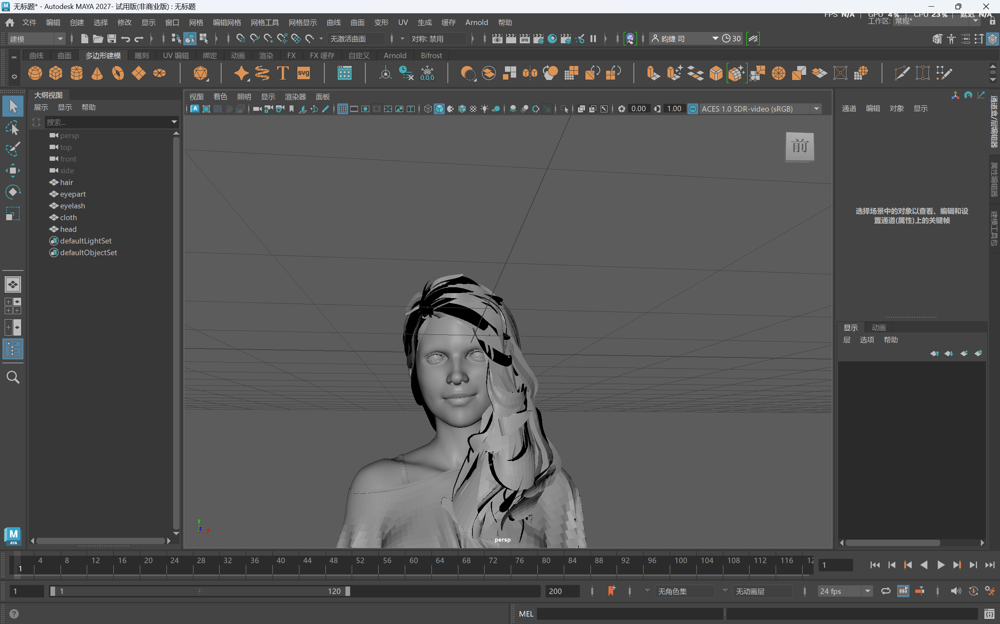 无标题* - Autodesk MAYA 2027- 试用版(非商业版) : 无标题
FPS N/A GPU 4% CPU 23% 延迟 N/A
文件 编辑 创建 选择 修改 显示 窗口 网格 编辑网格 网格工具 网格显示 曲线 曲面 变形 UV 生成 缓存 Arnold 帮助
工作区: 常规*
建模 无激活曲面 对称: 禁用 IPR 昀捷 司 30
曲线 曲面 多边形建模 雕刻 UV 编辑 绑定 动画 渲染 FX FX 缓存 自定义 Arnold Bifrost
T svg 0,0,0
大纲视图
展示 显示 帮助
搜索...
persp
top
front
side
hair
eyepart
eyelash
cloth
head
defaultLightSet
defaultObjectSet
视图 着色 照明 显示 渲染器 面板
0.00 1.00 ON ACES 1.0 SDR-video (sRGB)
前
y
z x
persp
通道 编辑 对象 显示
选择场景中的对象以查看、编辑和设
置通道(属性)上的关键帧
显示 动画
层 选项 帮助
通道盒/层编辑器
属性编辑器
建模工具包
M
AYA
4 8 12 16 20 24 28 32 36 40 44 48 52 56 60 64 68 72 76 80 84 88 92 96 100 104 108 112 116 12
1
1
1 1 120 200 无角色集 无动画层 24 fps
MEL